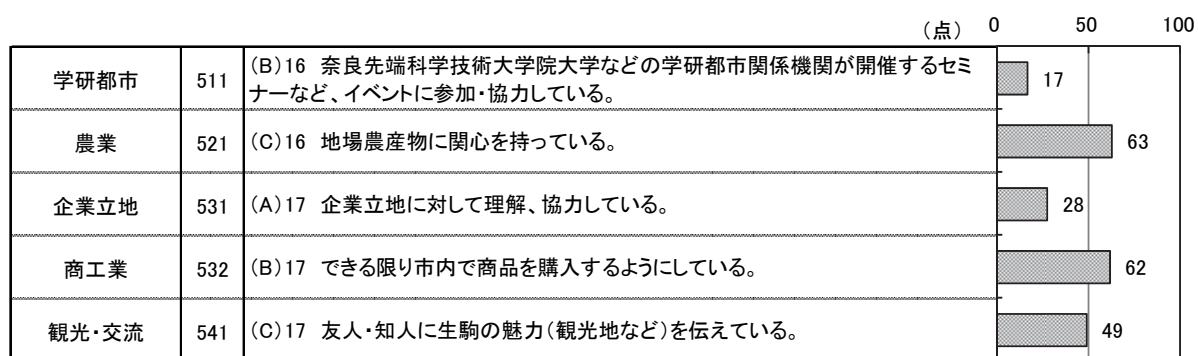 （点） 0 50 100
学研都市 511 （B）16　奈良先端科学技術大学院大学などの学研都市関係機関が開催するセミ
ナーなど、イベントに参加・協力している。 17
農業 521 （C）16　地場農産物に関心を持っている。 63
企業立地 531 （A）17　企業立地に対して理解、協力している。 28
商工業 532 （B）17　できる限り市内で商品を購入するようにしている。 62
観光・交流 541 （C）17　友人・知人に生駒の魅力（観光地など）を伝えている。 49